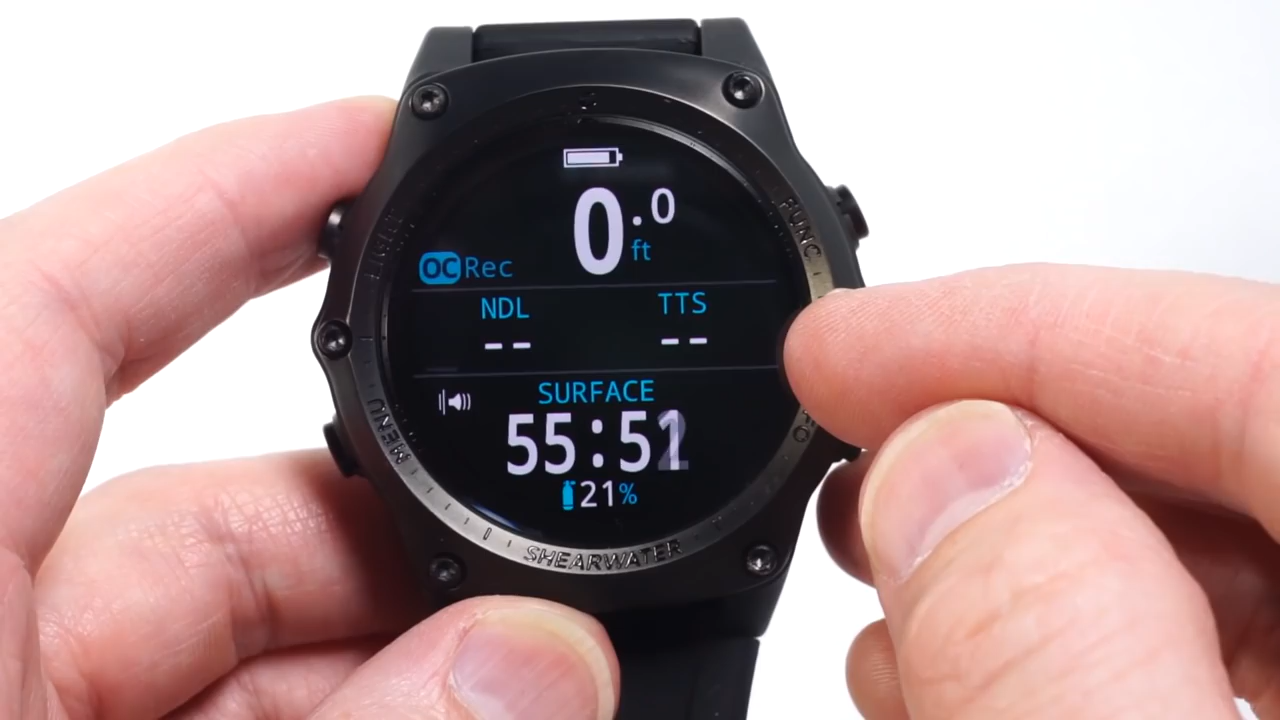 0.0
ft
OC Rec
FUNC
LIGHT
NDL TTS
-- --
SURFACE
55:51
21%
MENU
SHEARWATER